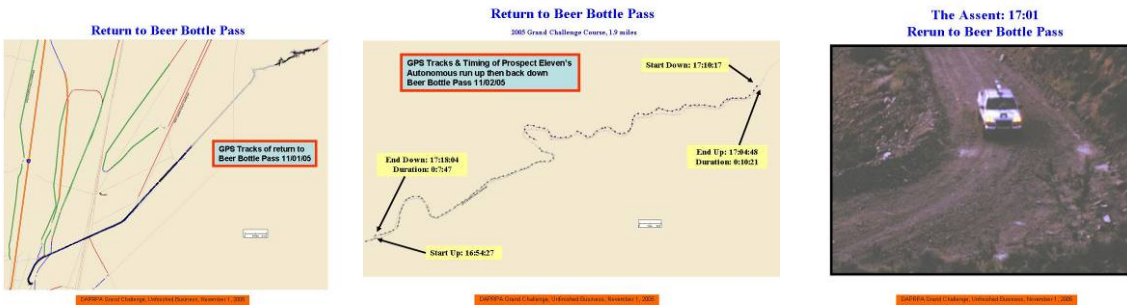 Return to Beer Bottle Pass
GPS Tracks of return to
Beer Bottle Pass 11/01/05
DAPRPA Grand Challenge, Unfinished Business, November 1, 2005
Return to Beer Bottle Pass
2005 Grand Challenge Course, 1.9 miles
GPS Tracks & Timing of Prospect Eleven's
Autonomous run up then back down
Beer Bottle Pass 11/02/05
Start Down: 17:10:17
End Down: 17:18:04
Duration: 0:7:47
End Up: 17:04:48
Duration: 0:10:21
Start Up: 16:54:27
DAPRPA Grand Challenge, Unfinished Business, November 1, 2005
The Assent: 17:01
Rerun to Beer Bottle Pass
DAPRPA Grand Challenge, Unfinished Business, November 1, 2005